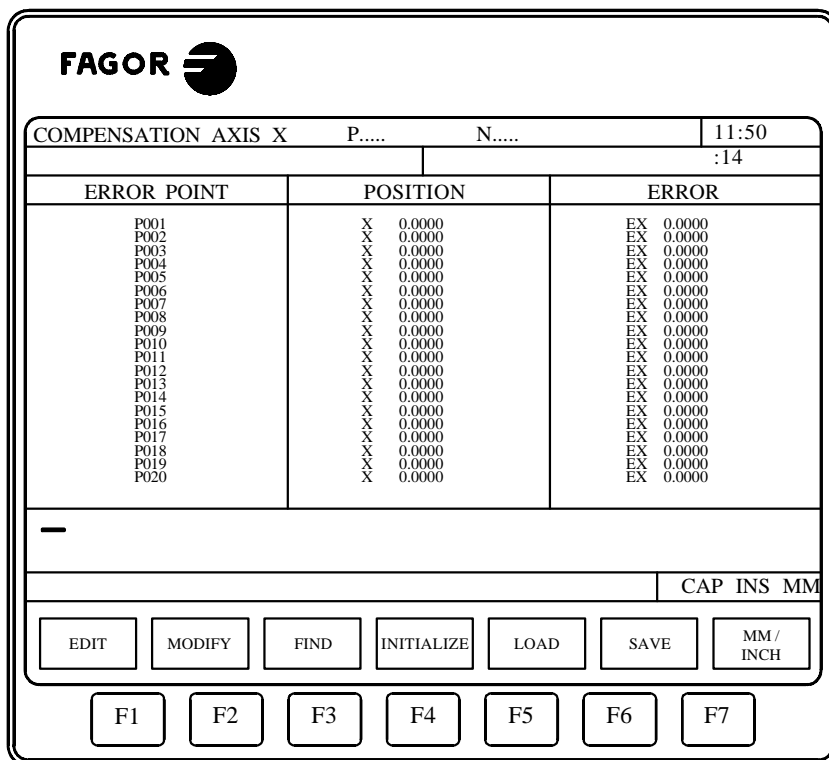 FAGOR
COMPENSATION AXIS X P..... N..... 11:50
:14
ERROR POINT POSITION ERROR
P001 X 0.0000 EX 0.0000
P002 X 0.0000 EX 0.0000
P003 X 0.0000 EX 0.0000
P004 X 0.0000 EX 0.0000
P005 X 0.0000 EX 0.0000
P006 X 0.0000 EX 0.0000
P007 X 0.0000 EX 0.0000
P008 X 0.0000 EX 0.0000
P009 X 0.0000 EX 0.0000
P010 X 0.0000 EX 0.0000
P011 X 0.0000 EX 0.0000
P012 X 0.0000 EX 0.0000
P013 X 0.0000 EX 0.0000
P014 X 0.0000 EX 0.0000
P015 X 0.0000 EX 0.0000
P016 X 0.0000 EX 0.0000
P017 X 0.0000 EX 0.0000
P018 X 0.0000 EX 0.0000
P019 X 0.0000 EX 0.0000
P020 X 0.0000 EX 0.0000
CAP INS MM
EDIT MODIFY FIND INITIALIZE LOAD SAVE MM /
INCH
F1 F2 F3 F4 F5 F6 F7